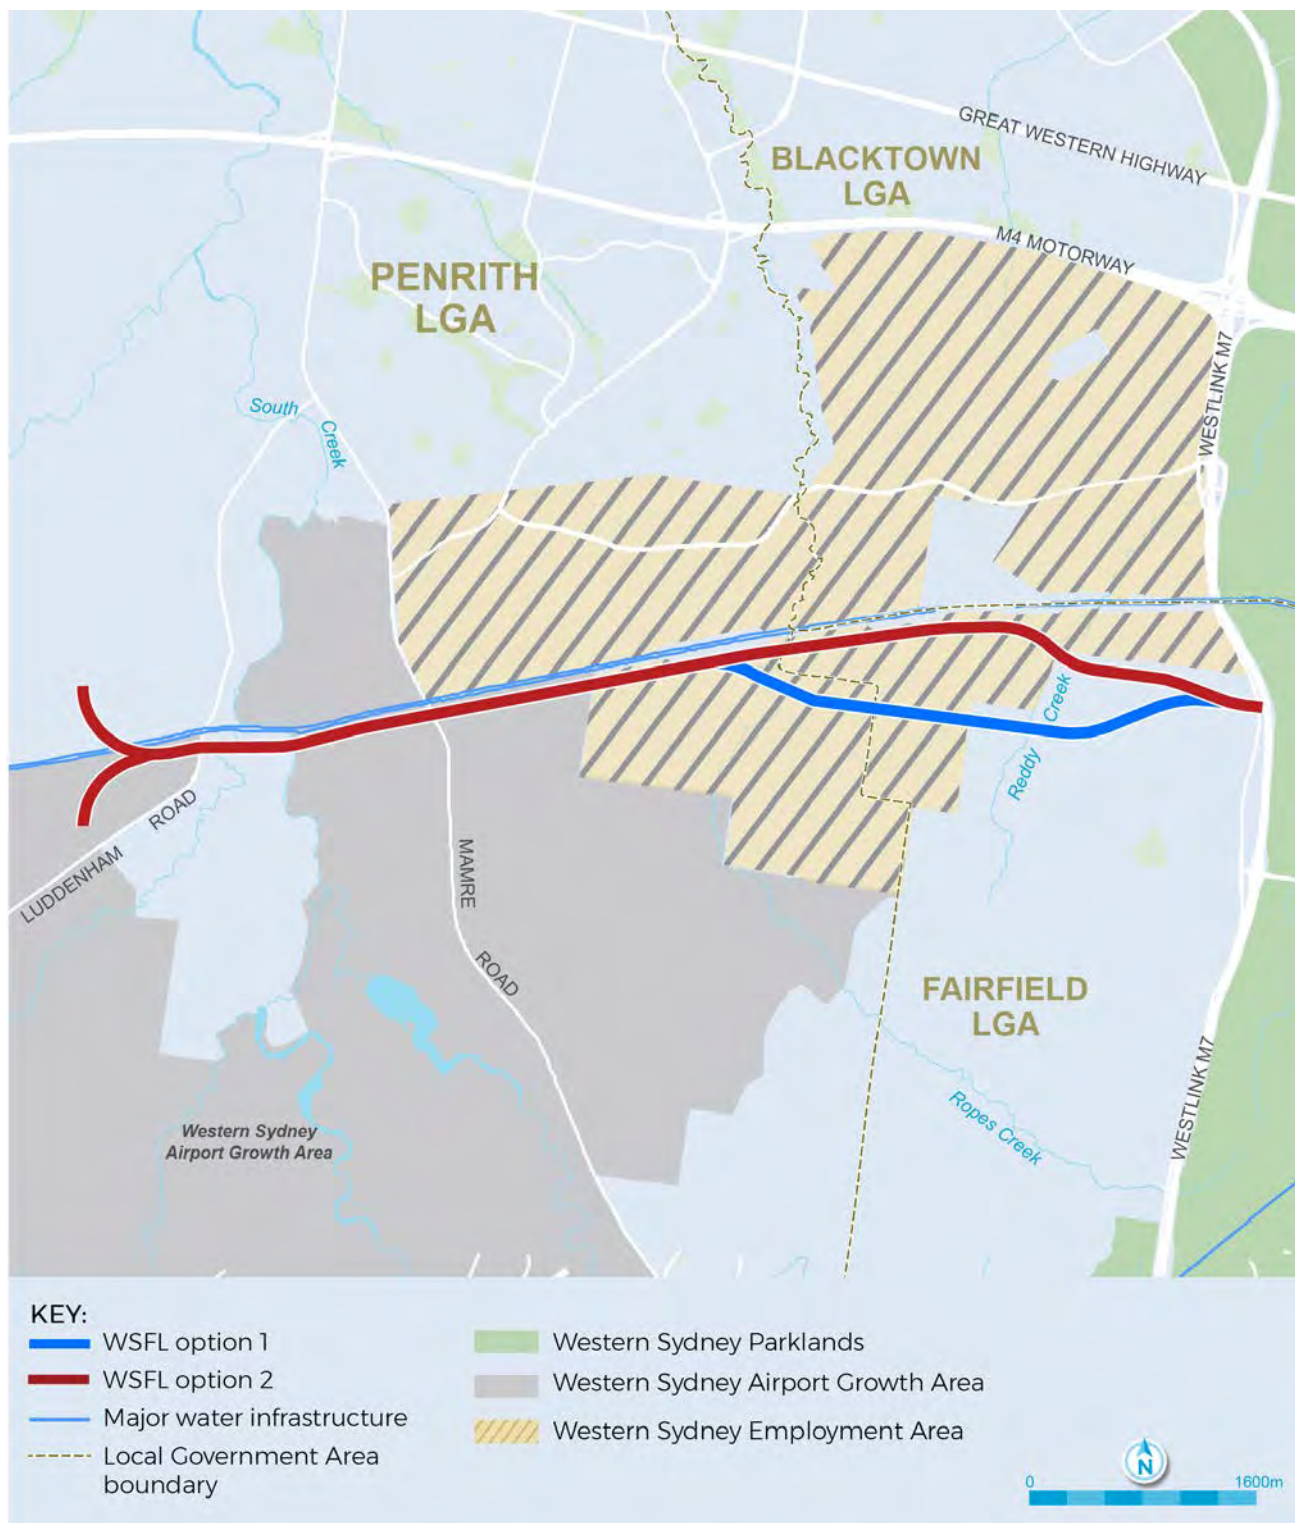 GREAT WESTERN HIGHWAY
BLACKTOWN
LGA
M4 MOTORWAY
PENRITH
LGA
WESTLINK M7
South
Creek
Reddy
Creek
LUDDENHAM
ROAD
MAMRE
ROAD
FAIRFIELD
LGA
WESTLINK M7
Ropes Creek
Western Sydney
Airport Growth Area
KEY:
WSFL option 1
WSFL option 2
Major water infrastructure
Local Government Area
boundary
Western Sydney Parklands
Western Sydney Airport Growth Area
Western Sydney Employment Area
N
0 1600m